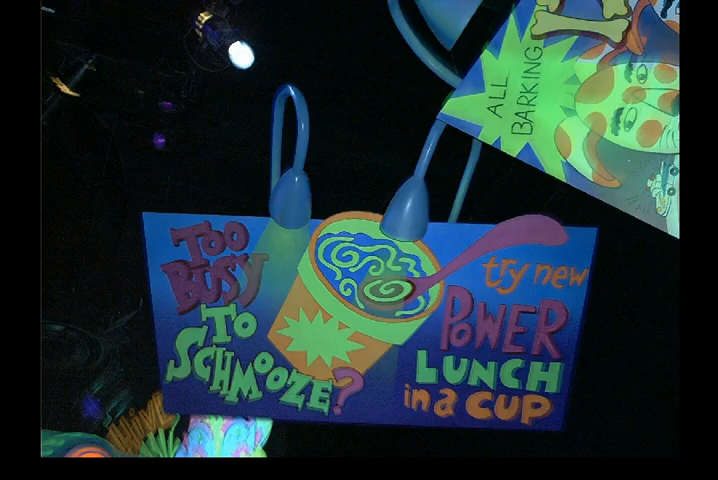 ALL
BARKING
TOO
BUSY
TO
SCHMOOZE?
try new
POWER
LUNCH
in a CUP